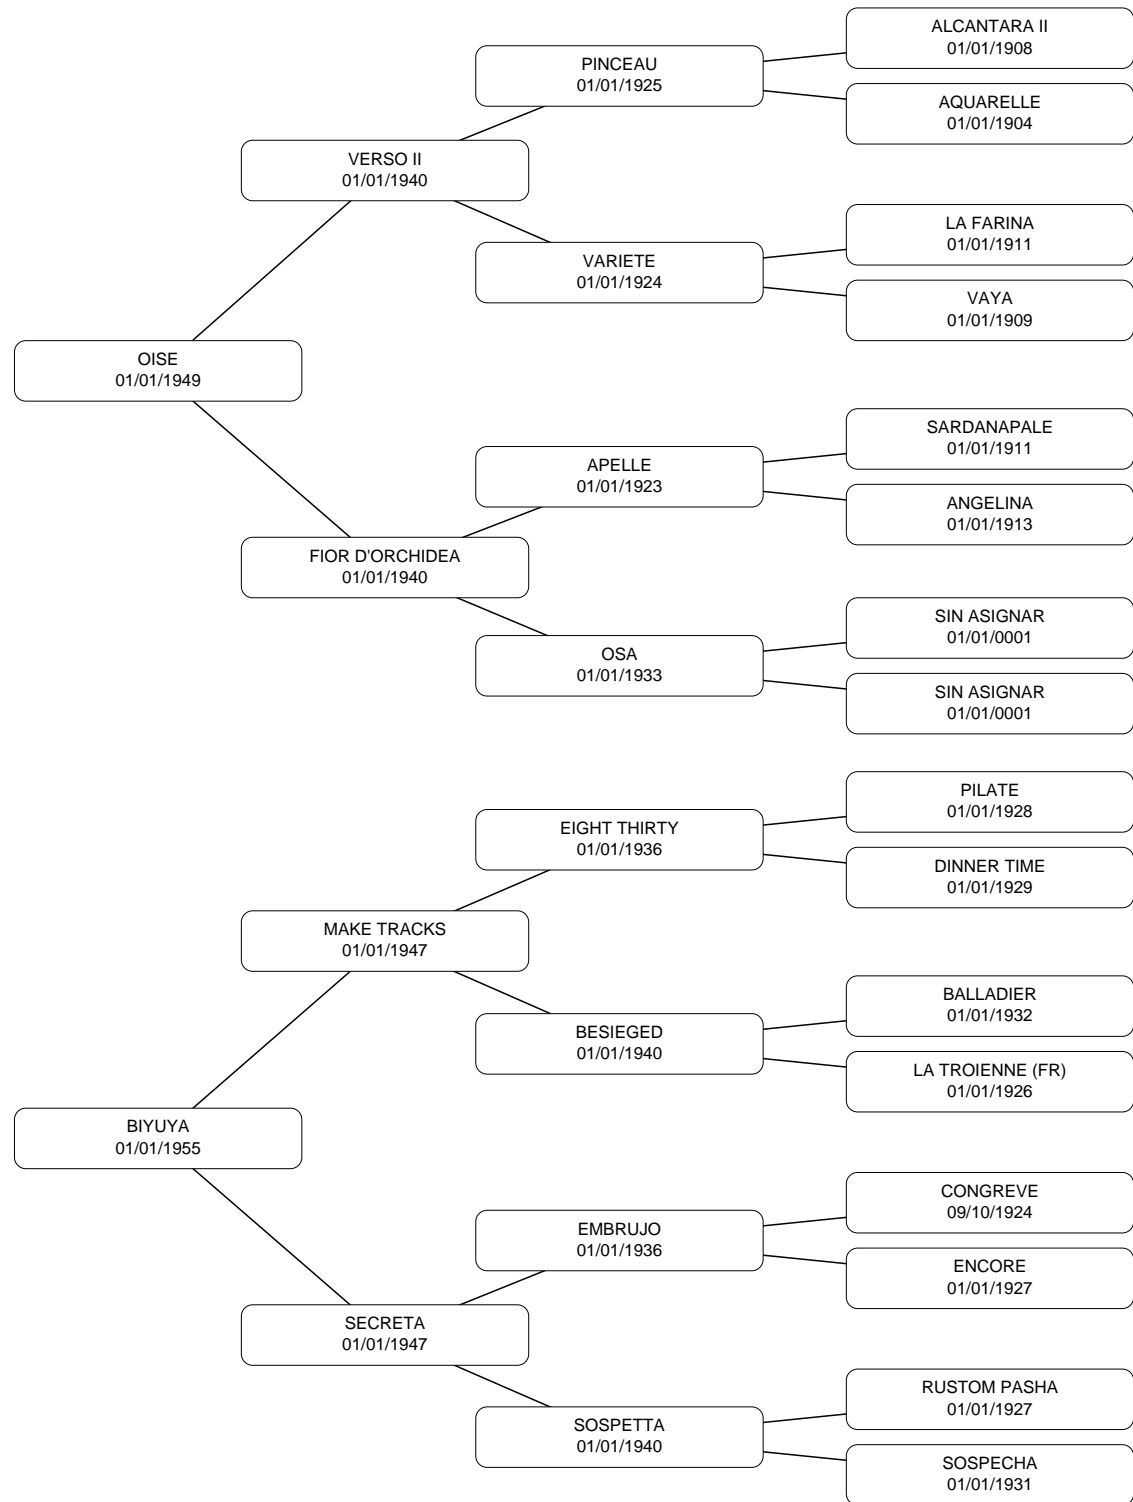 ALCANTARA II
01/01/1908
PINCEAU
01/01/1925
AQUARELLE
01/01/1904
VERSO II
01/01/1940
LA FARINA
01/01/1911
VARIETE
01/01/1924
VAYA
01/01/1909
OISE
01/01/1949
SARDANAPALE
01/01/1911
APELLE
01/01/1923
ANGELINA
01/01/1913
FIOR D'ORCHIDEA
01/01/1940
SIN ASIGNAR
01/01/0001
OSA
01/01/1933
SIN ASIGNAR
01/01/0001
PILATE
01/01/1928
EIGHT THIRTY
01/01/1936
DINNER TIME
01/01/1929
MAKE TRACKS
01/01/1947
BALLADIER
01/01/1932
BESIEGED
01/01/1940
LA TROIENNE (FR)
01/01/1926
BIYUYA
01/01/1955
CONGREVE
09/10/1924
EMBRUJO
01/01/1936
ENCORE
01/01/1927
SECRETA
01/01/1947
RUSTOM PASHA
01/01/1927
SOSPETTA
01/01/1940
SOSPECHA
01/01/1931